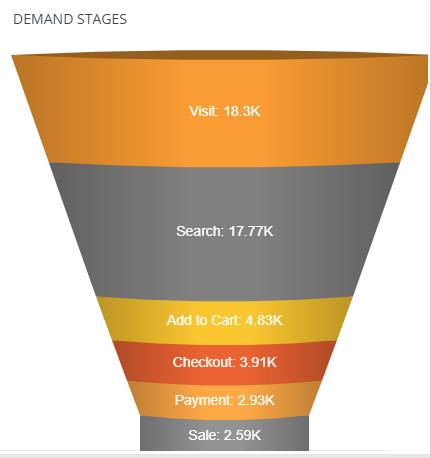 DEMAND STAGES
Visit: 18.3K
Search: 17.77K
Add to Cart: 4.83K
Checkout: 3.91K
Payment: 2.93K
Sale: 2.59K